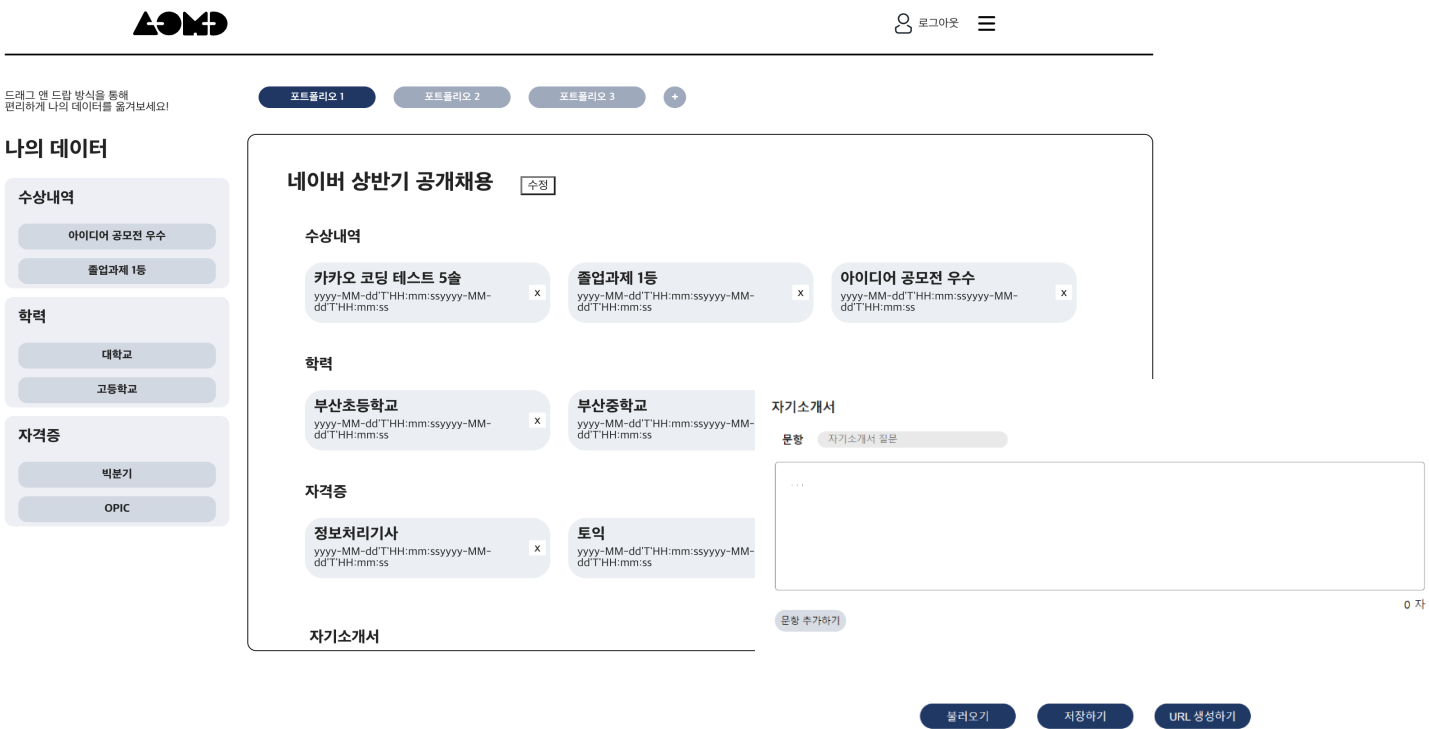 AOMD
로그아웃
드래그 앤 드랍 방식을 통해
편리하게 나의 데이터를 옮겨보세요!
포트폴리오 1
포트폴리오 2
포트폴리오 3
+
나의 데이터
수상내역
아이디어 공모전 우수
졸업과제 1등
학력
대학교
고등학교
자격증
빅분기
OPIC
네이버 상반기 공개채용
수정
수상내역
카카오 코딩 테스트 5솔
yyyy-MM-dd'T'HH:mm:ssyyyy-MM-
dd'T'HH:mm:ss
x
졸업과제 1등
yyyy-MM-dd'T'HH:mm:ssyyyy-MM-
dd'T'HH:mm:ss
x
아이디어 공모전 우수
yyyy-MM-dd'T'HH:mm:ssyyyy-MM-
dd'T'HH:mm:ss
x
학력
부산초등학교
yyyy-MM-dd'T'HH:mm:ssyyyy-MM-
dd'T'HH:mm:ss
x
부산중학교
yyyy-MM-dd'T'HH:mm:ssyyyy-MM-
dd'T'HH:mm:ss
자격증
정보처리기사
yyyy-MM-dd'T'HH:mm:ssyyyy-MM-
dd'T'HH:mm:ss
x
토익
yyyy-MM-dd'T'HH:mm:ssyyyy-MM-
dd'T'HH:mm:ss
자기소개서
자기소개서
문항
자기소개서 질문
...
0 자
문항 추가하기
불러오기
저장하기
URL 생성하기